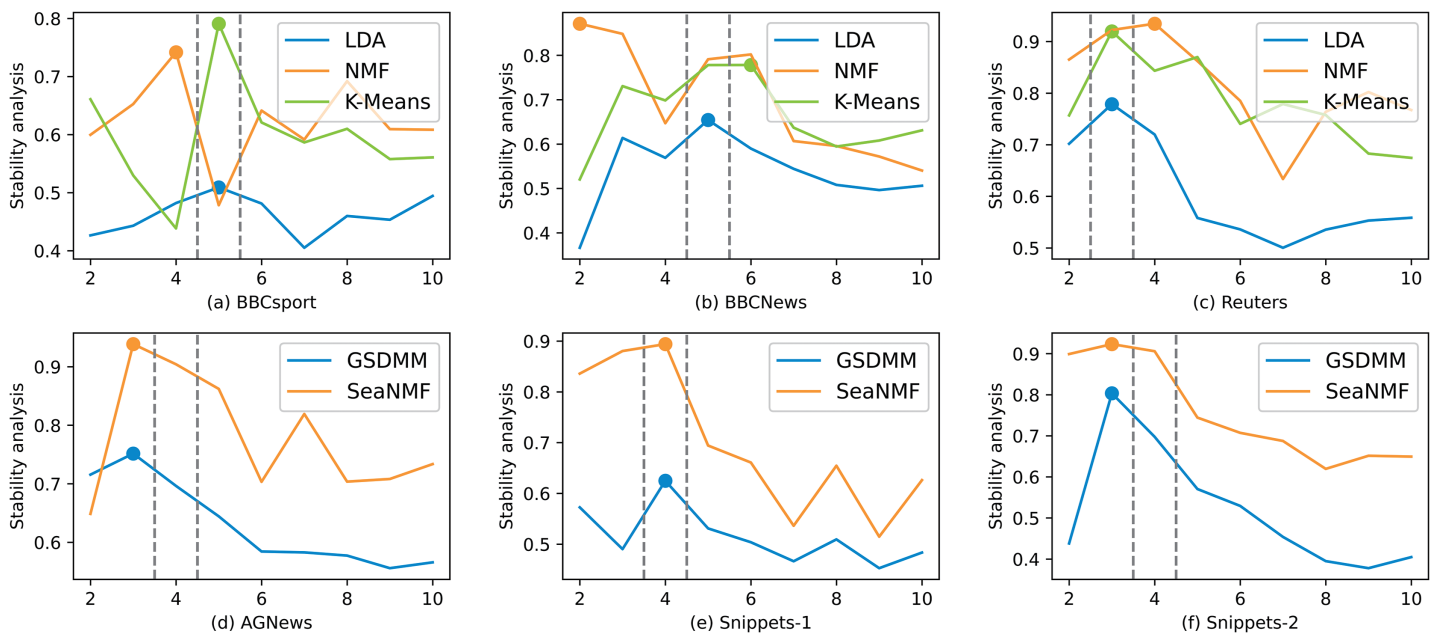 Stability analysis
0.8
0.7
0.6
0.5
0.4
2 4 6 8 10
LDA
NMF
K-Means
(a) BBCsport
Stability analysis
0.8
0.7
0.6
0.5
0.4
2 4 6 8 10
LDA
NMF
K-Means
(b) BBCNews
Stability analysis
0.9
0.8
0.7
0.6
0.5
2 4 6 8 10
LDA
NMF
K-Means
(c) Reuters
Stability analysis
0.9
0.8
0.7
0.6
2 4 6 8 10
GSDMM
SeaNMF
(d) AGNews
Stability analysis
0.9
0.8
0.7
0.6
0.5
2 4 6 8 10
GSDMM
SeaNMF
(e) Snippets-1
Stability analysis
0.9
0.8
0.7
0.6
0.5
0.4
2 4 6 8 10
GSDMM
SeaNMF
(f) Snippets-2